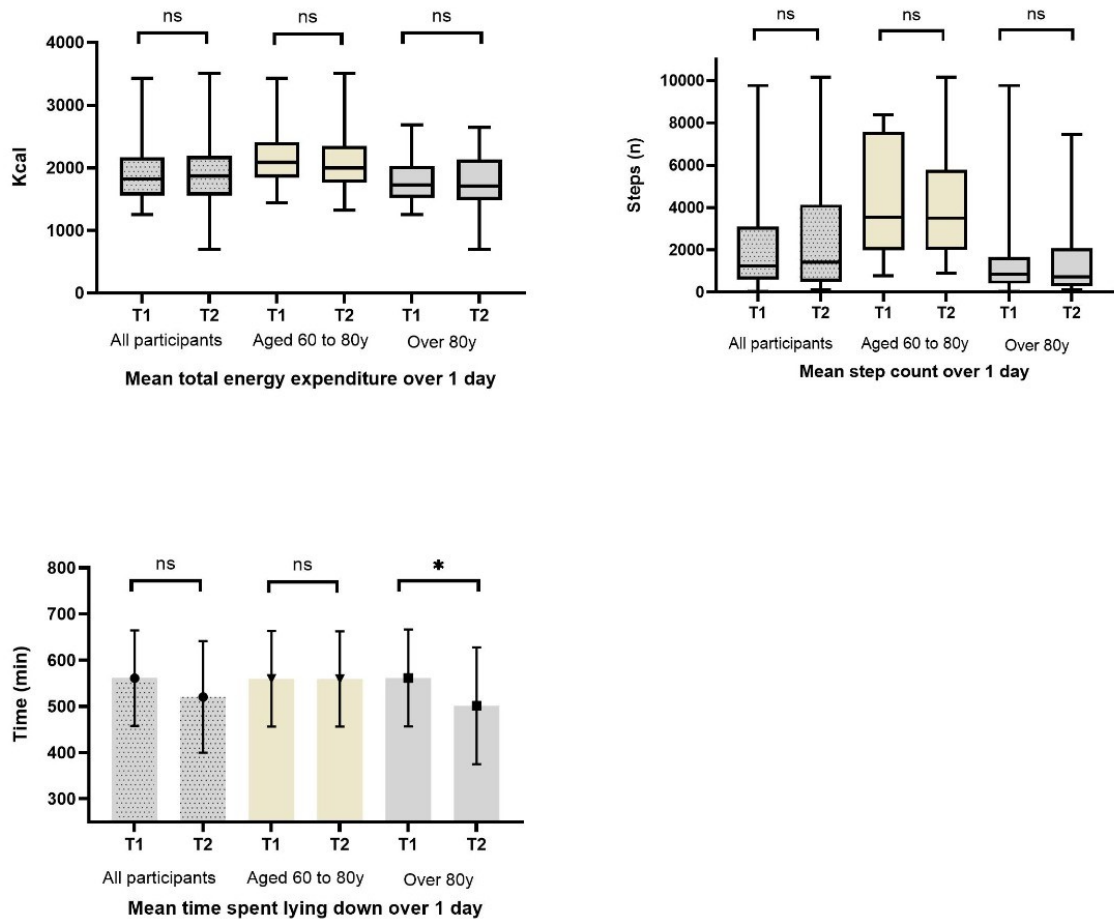 ns ns ns
4000
3000
2000
1000
0
Kcal
T1 T2 T1 T2 T1 T2
All participants Aged 60 to 80y Over 80y
Mean total energy expenditure over 1 day
ns ns ns
10000
8000
6000
4000
2000
0
Steps (n)
T1 T2 T1 T2 T1 T2
All participants Aged 60 to 80y Over 80y
Mean step count over 1 day
ns ns *
800
700
600
500
400
300
Time (min)
T1 T2 T1 T2 T1 T2
All participants Aged 60 to 80y Over 80y
Mean time spent lying down over 1 day